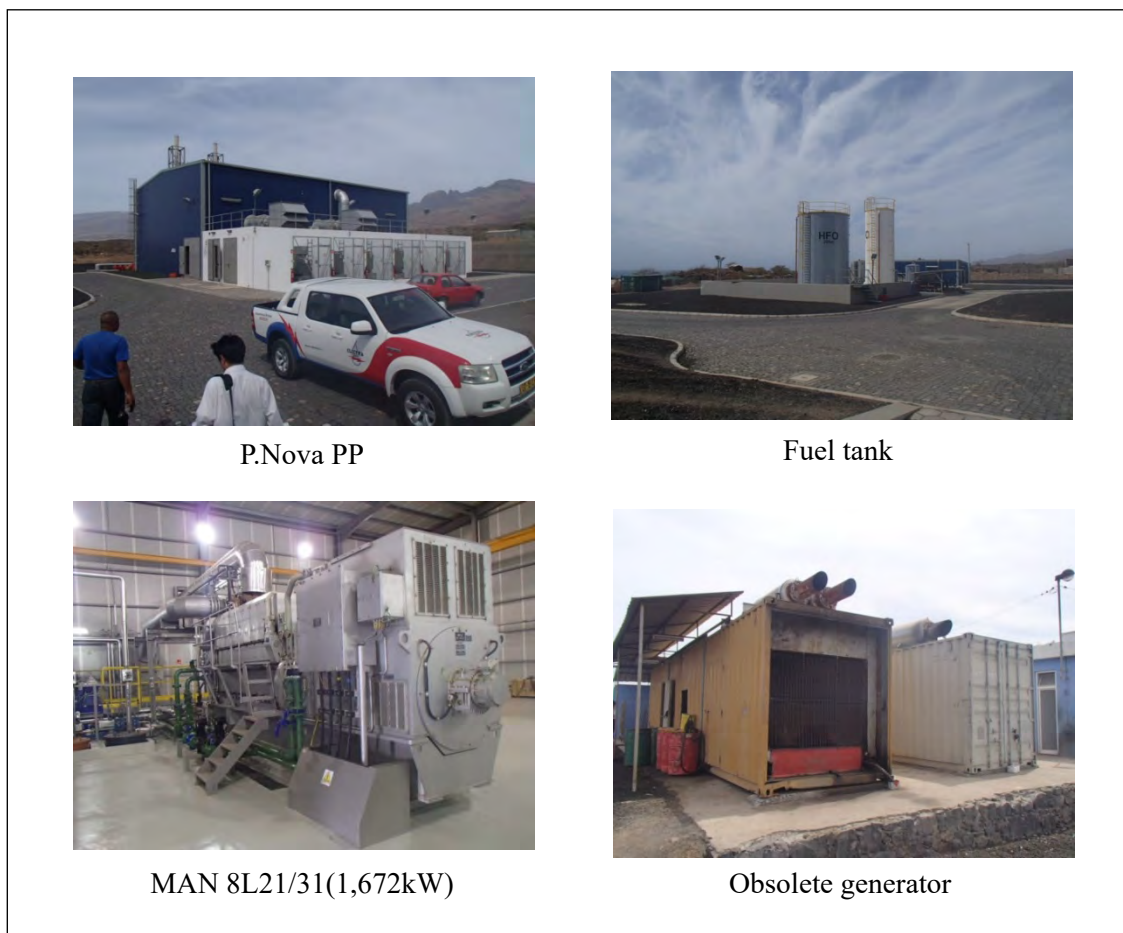 HFO
P.Nova PP
Fuel tank
MAN 8L21/31(1,672kW)
Obsolete generator